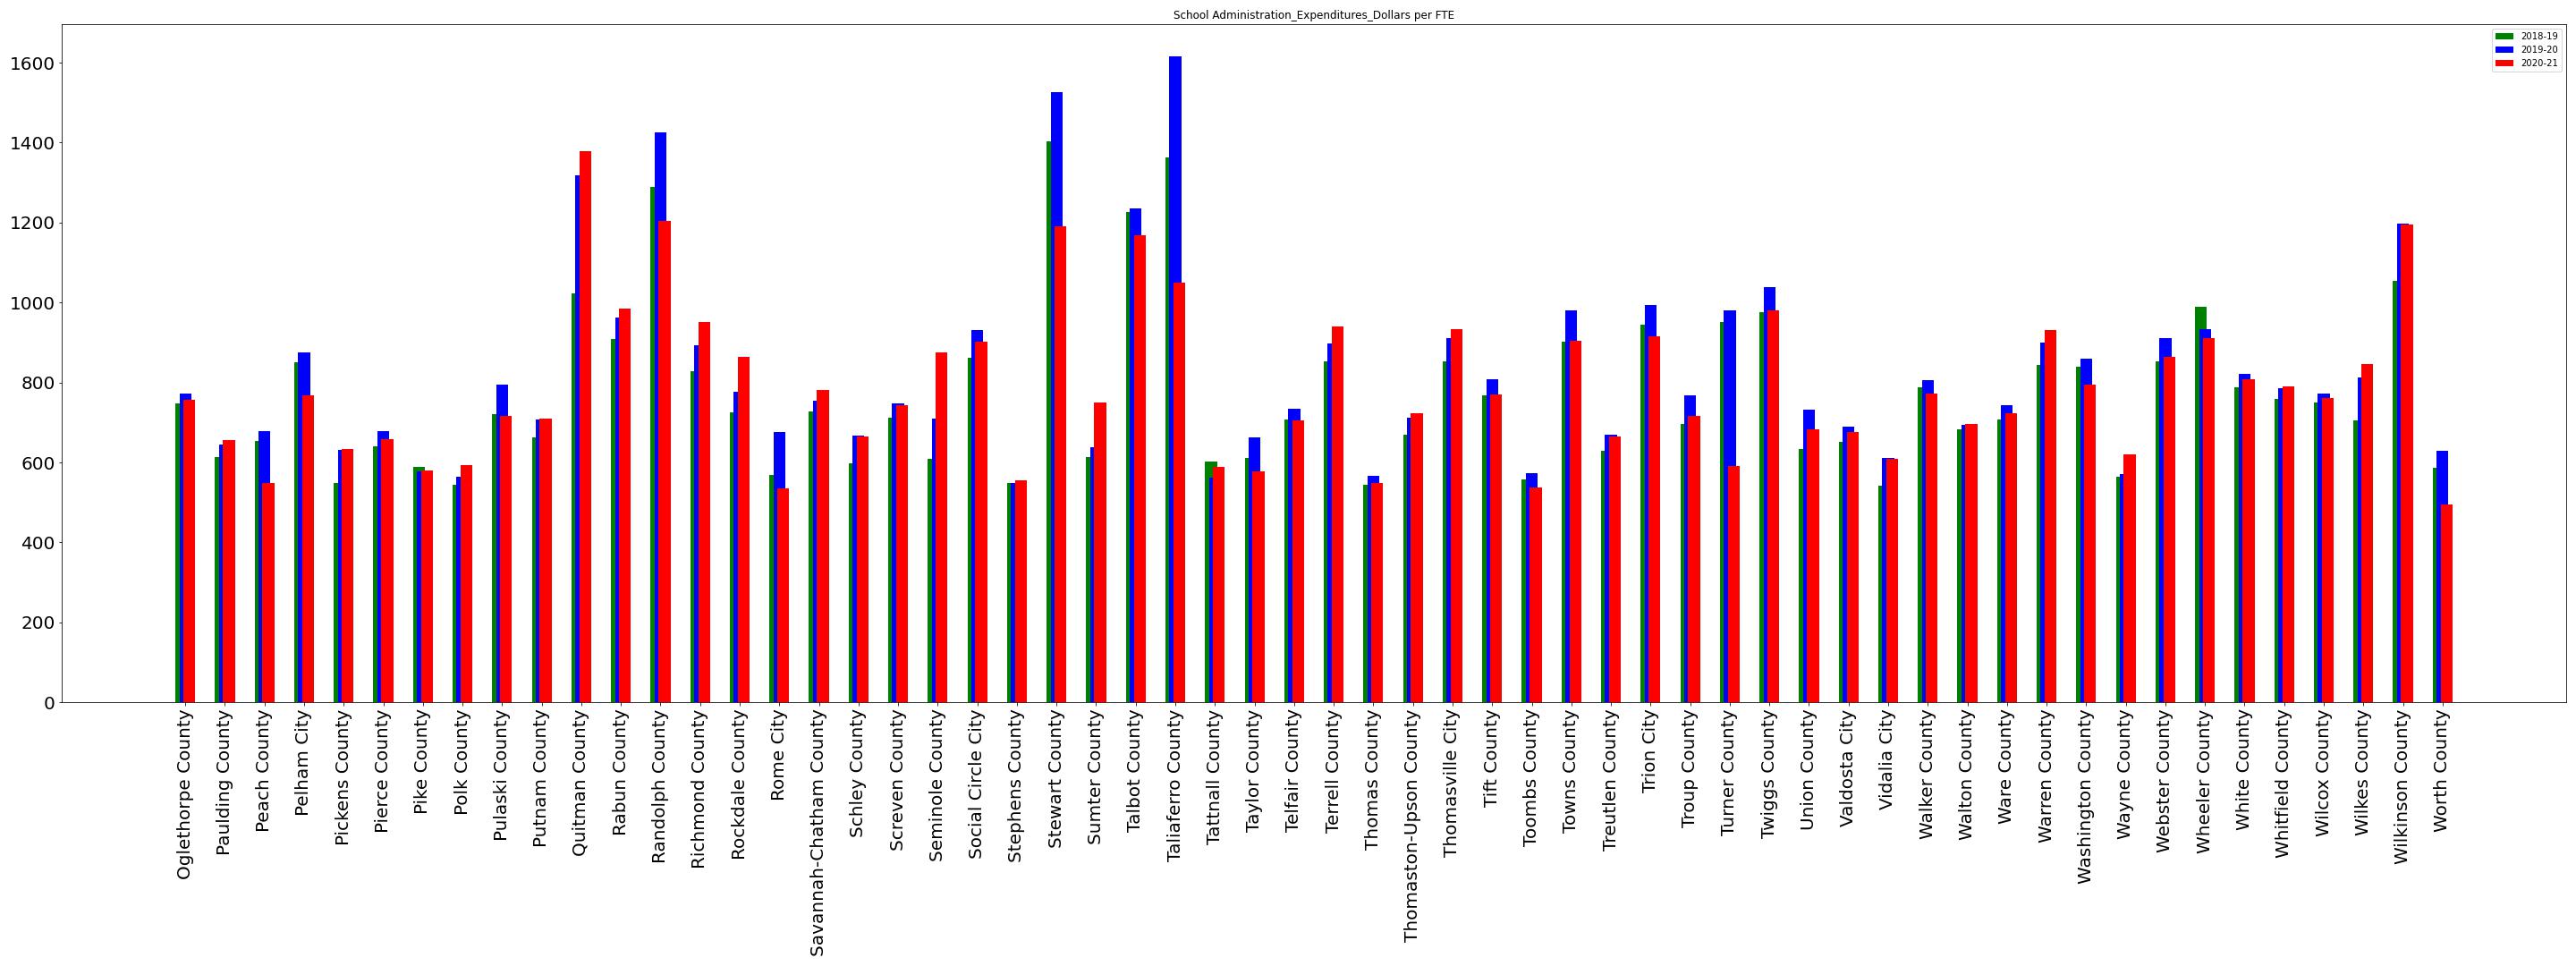 School Administration_Expenditures_Dollars per FTE
2018-19
2019-20
2020-21
1600
1400
1200
1000
800
600
400
200
0
Oglethorpe County
Paulding County
Peach County
Pelham City
Pickens County
Pierce County
Pike County
Polk County
Pulaski County
Putnam County
Quitman County
Rabun County
Randolph County
Richmond County
Rockdale County
Rome City
Savannah-Chatham County
Schley County
Screven County
Seminole County
Social Circle City
Stephens County
Stewart County
Sumter County
Talbot County
Taliaferro County
Tattnall County
Taylor County
Telfair County
Terrell County
Thomas County
Thomaston-Upson County
Thomasville City
Tift County
Toombs County
Towns County
Treutlen County
Trion City
Troup County
Turner County
Twiggs County
Union County
Valdosta City
Vidalia City
Walker County
Walton County
Ware County
Warren County
Washington County
Wayne County
Webster County
Wheeler County
White County
Whitfield County
Wilcox County
Wilkes County
Wilkinson County
Worth County